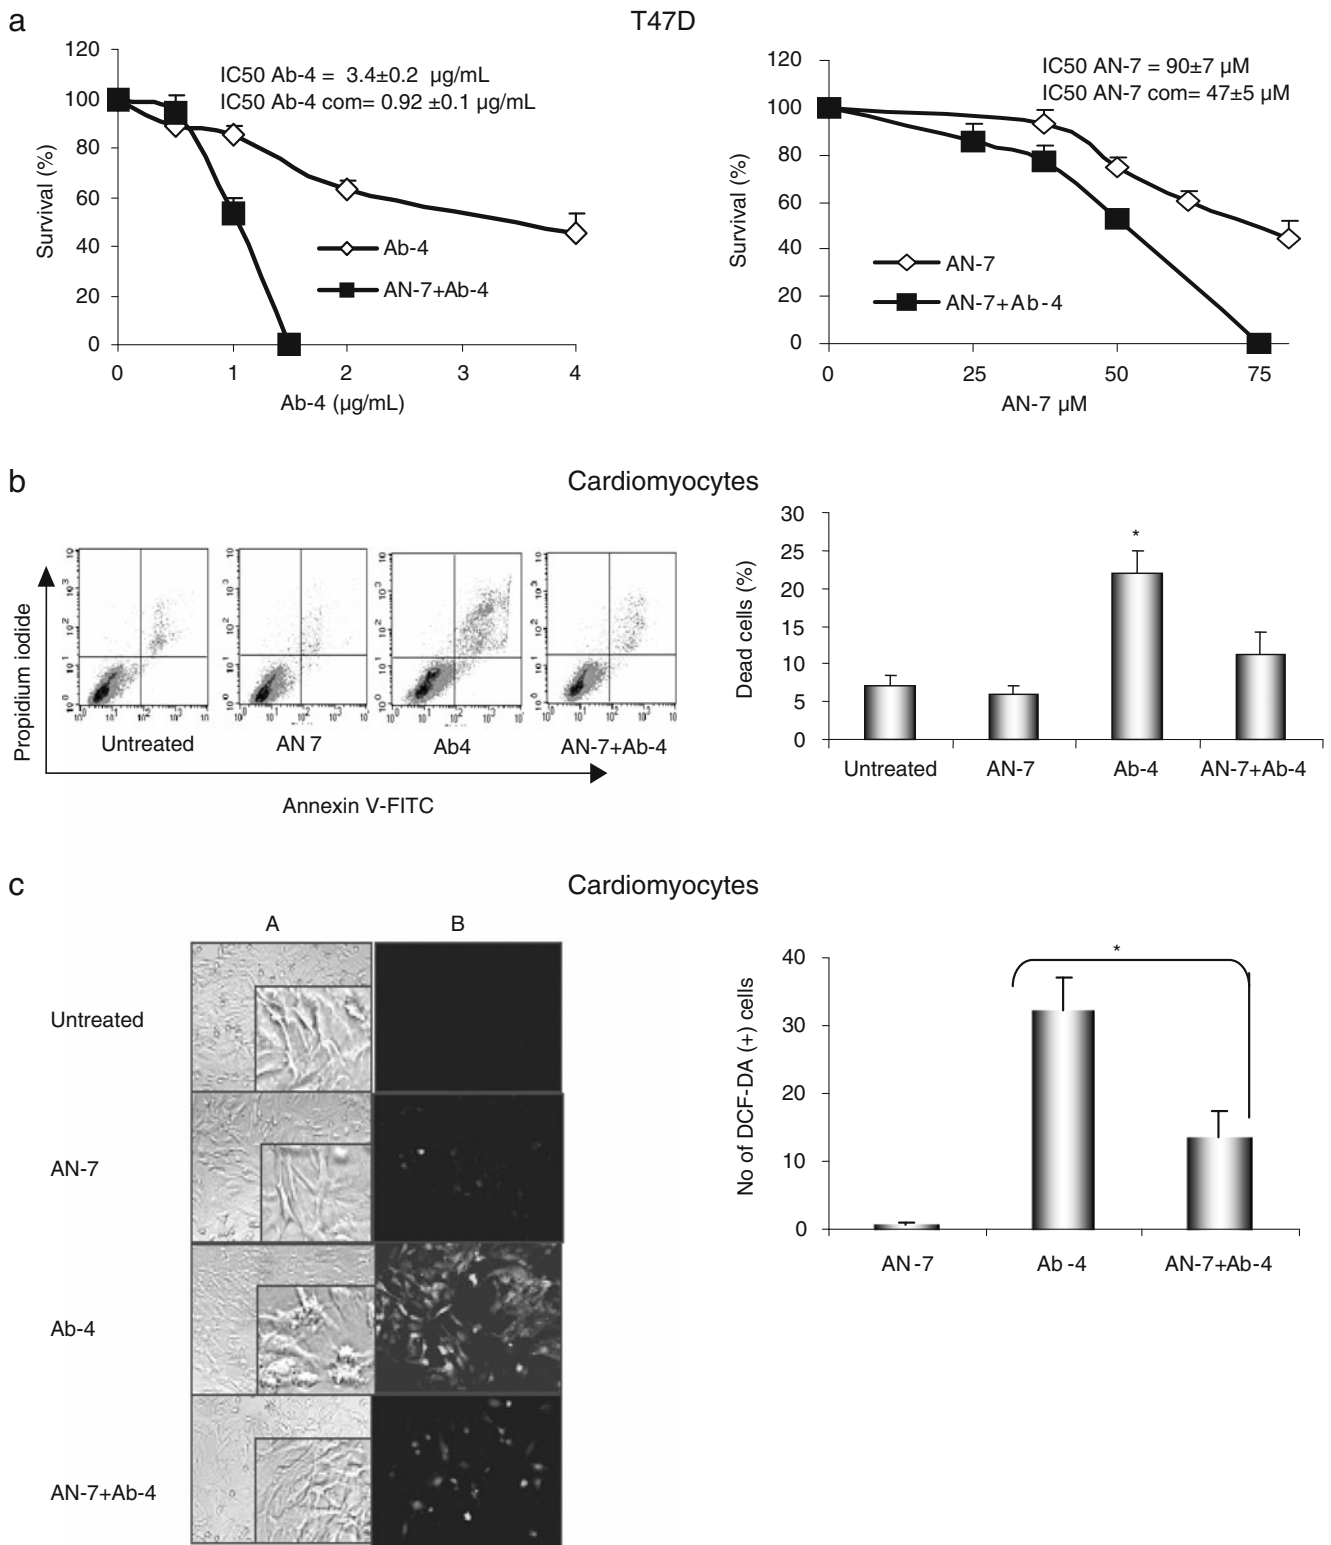 a
T47D
120
100
80
60
40
20
0
Survival (%)
IC50 Ab-4 = 3.4±0.2 µg/mL
IC50 Ab-4 com= 0.92 ±0.1 µg/mL
Ab-4
AN-7+Ab-4
0 1 2 3 4
Ab-4 (µg/mL)
120
100
80
60
40
20
0
Survival (%)
IC50 AN-7 = 90±7 µM
IC50 AN-7 com= 47±5 µM
AN-7
AN-7+Ab-4
0 25 50 75
AN-7 µM
b
Cardiomyocytes
Propidium iodide
Untreated
AN 7
Ab4
AN-7+Ab-4
Annexin V-FITC
30
25
20
15
10
5
0
Dead cells (%)
*
Untreated
AN-7
Ab-4
AN-7+Ab-4
c
Cardiomyocytes
A B
Untreated
AN-7
Ab-4
AN-7+Ab-4
40
30
20
10
0
No of DCF-DA (+) cells
*
AN-7
Ab-4
AN-7+Ab-4